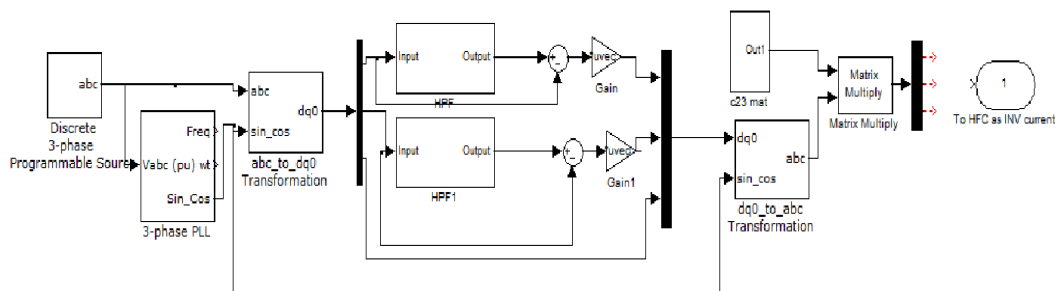 abc
Discrete
3-phase
Programmable Source
Freq
Vabc (pu) wt
Sin_Cos
3-phase PLL
abc
dq0
sin_cos
abc_to_dq0
Transformation
Input
Output
HPF
Input
Output
HPF1
Gain
Gain1
dq0
abc
sin_cos
dq0_to_abc
Transformation
Out1
c23 mat
Matrix
Multiply
Matrix Multiply
1
To HFC as INV current